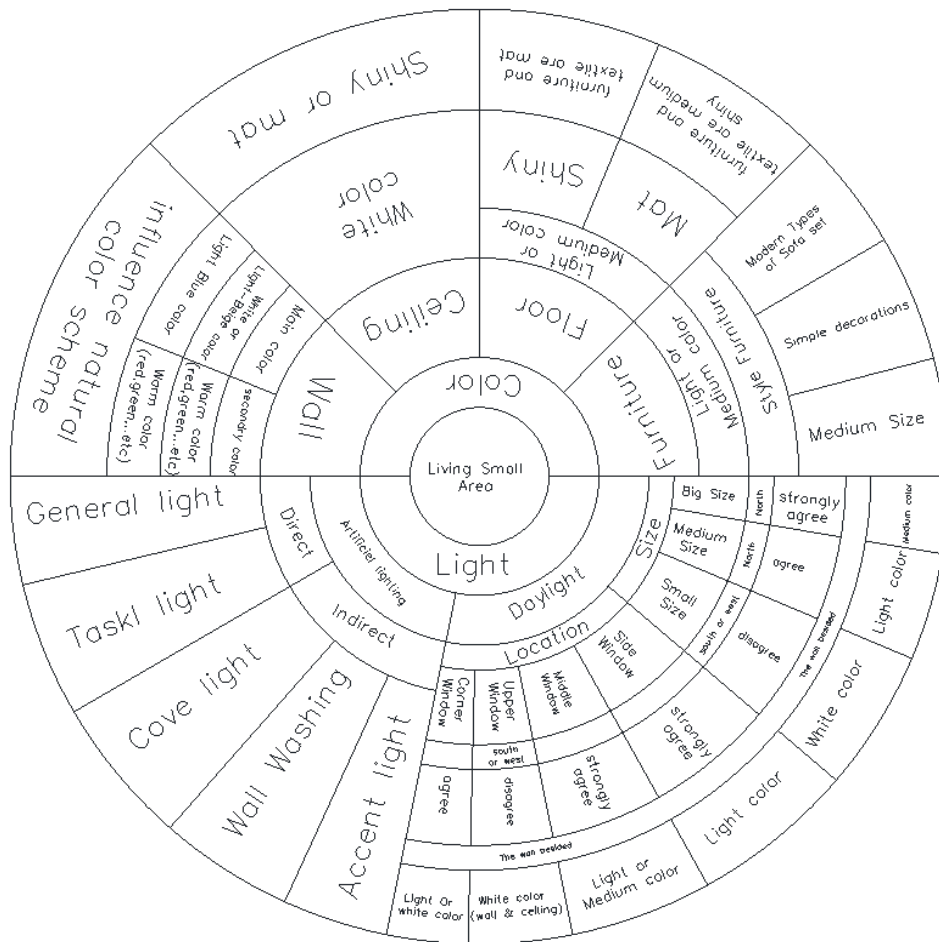 Living Small
Area
Color
Light
Wall
Ceiling
Floor
Furniture
influence natural
color scheme
Light Blue color
Warm color
(red,green...etc)
White or
Light-Beige color
Warm color
(red,green...etc)
Main color
secondry color
Shiny or mat
White
color
furniture and
textile are mat
furniture and
textile are medium
shiny
Shiny
Mat
Light or
Medium color
Light or
Medium color
Style Furniture
Modern Types
of Sofa set
Simple decorations
Medium Size
Artificiel lighting
Direct
Indirect
General light
Taskl light
Cove light
Wall Washing
Accent light
Daylight
Size
Big Size
North
strongly
agree
Medium color
Medium
Size
North
agree
Light color
Small
Size
south or west
disagree
White color
The wall besided
Location
Side
Window
strongly
agree
Light color
Middle
Window
strongly
agree
Light or
Medium color
Upper
Window
south
or west
disagree
White color
(wall & celling)
Corner
Window
agree
Light Or
white color
The wall besided